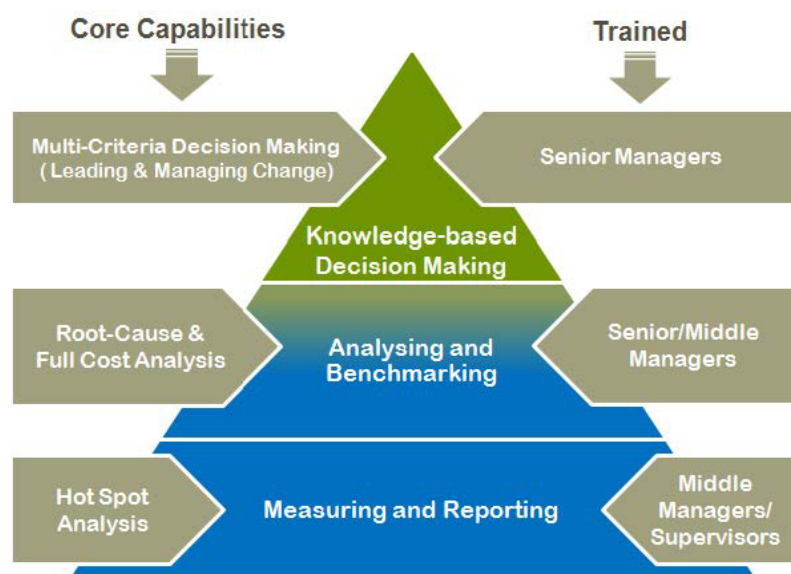 Core Capabilities
Trained
Multi-Criteria Decision Making
( Leading & Managing Change)
Senior Managers
Knowledge-based
Decision Making
Root-Cause &
Full Cost Analysis
Analysing and
Benchmarking
Senior/Middle
Managers
Hot Spot
Analysis
Measuring and Reporting
Middle
Managers/
Supervisors